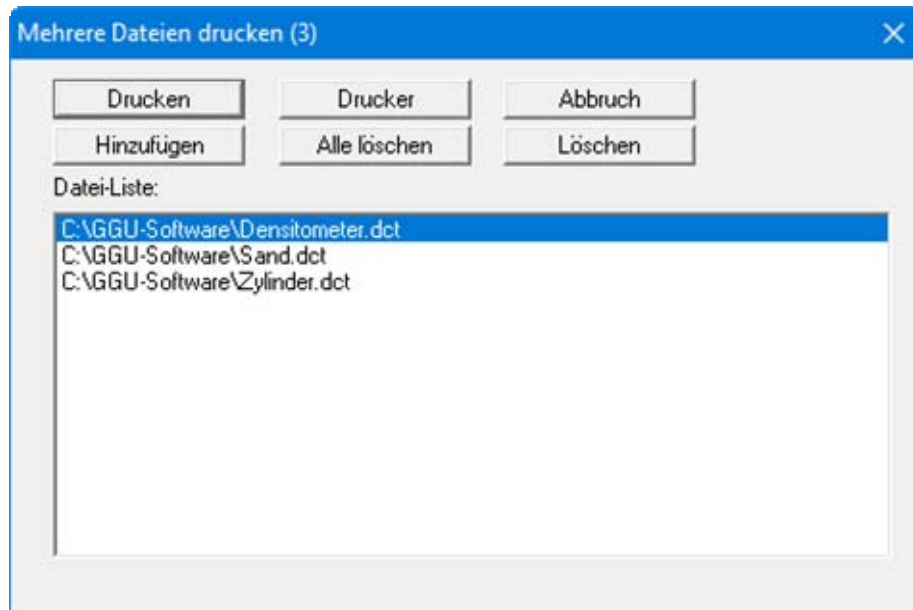 Mehrere Dateien drucken (3)
Drucken Drucker Abbruch
Hinzufügen Alle löschen Löschen
Datei-Liste:
C:\GGU-Software\Densitometer.dct
C:\GGU-Software\Sand.dct
C:\GGU-Software\Zylinder.dct